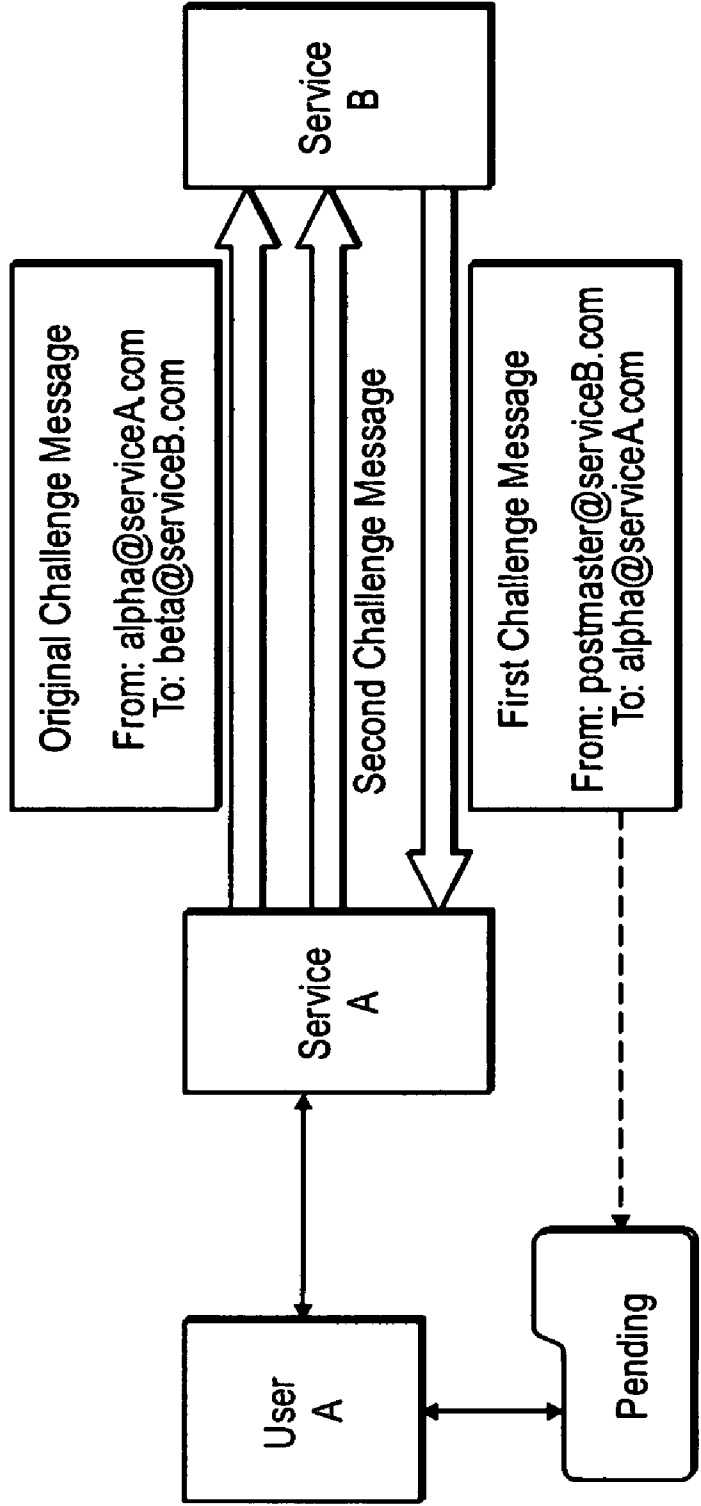 User
A
Pending
Service
A
Original Challenge Message
From: alpha@serviceA.com
To: beta@serviceB.com
Second Challenge Message
First Challenge Message
From: postmaster@serviceB.com
To: alpha@serviceA.com
Service
B